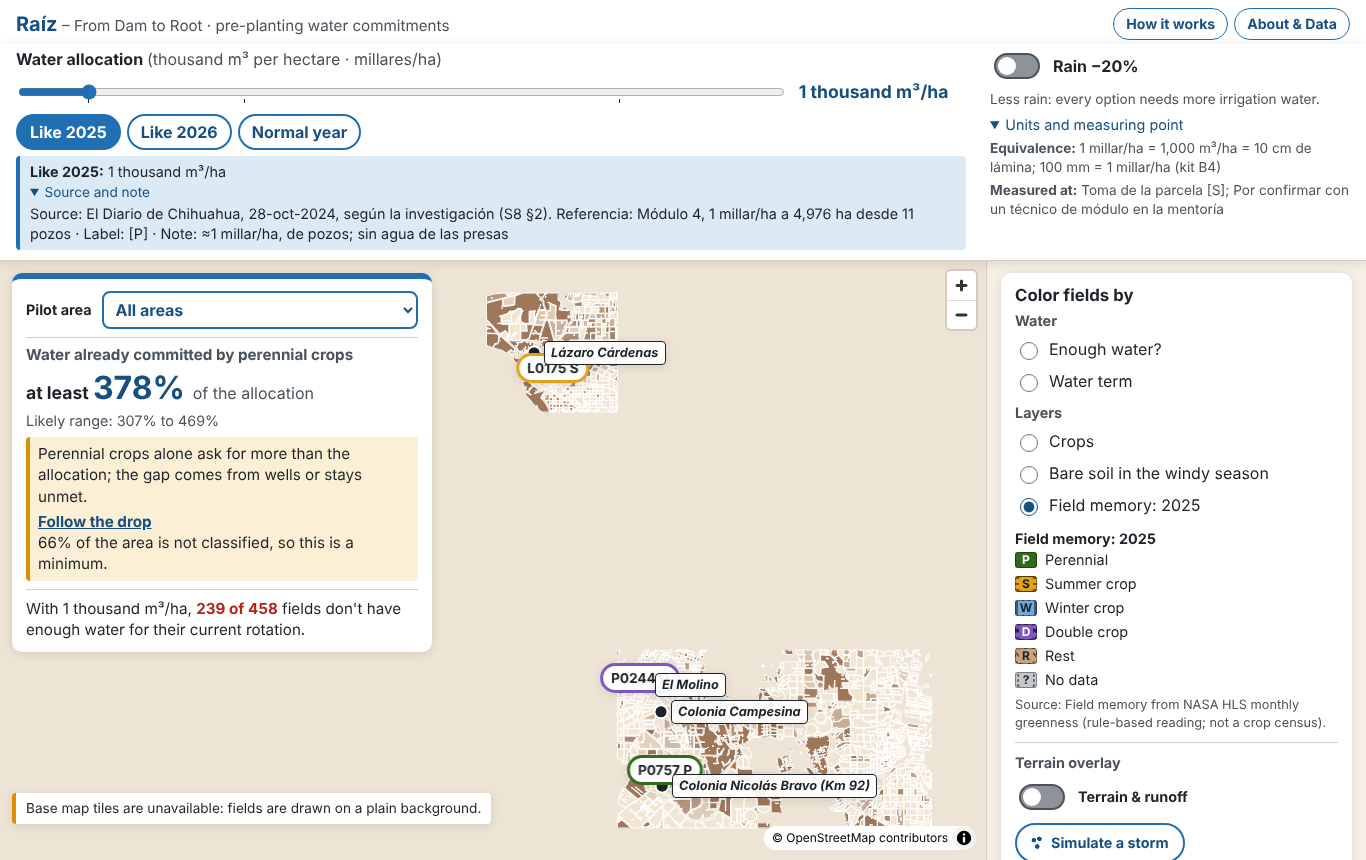 Raíz – From Dam to Root · pre-planting water commitments
How it works
About & Data
Water allocation (thousand m³ per hectare · millares/ha)
1 thousand m³/ha
Like 2025
Like 2026
Normal year
Like 2025: 1 thousand m³/ha
▼ Source and note
Source: El Diario de Chihuahua, 28-oct-2024, según la investigación (S8 §2). Referencia: Módulo 4, 1 millar/ha a 4,976 ha desde 11
pozos · Label: [P] · Note: ≈1 millar/ha, de pozos; sin agua de las presas
Rain −20%
Less rain: every option needs more irrigation water.
▼ Units and measuring point
Equivalence: 1 millar/ha = 1,000 m³/ha = 10 cm de
lámina; 100 mm = 1 millar/ha (kit B4)
Measured at: Toma de la parcela [S]; Por confirmar con
un técnico de módulo en la mentoría
Pilot area
All areas
Water already committed by perennial crops
at least 378% of the allocation
Likely range: 307% to 469%
Perennial crops alone ask for more than the
allocation; the gap comes from wells or stays
unmet.
Follow the drop
66% of the area is not classified, so this is a
minimum.
With 1 thousand m³/ha, 239 of 458 fields don't have
enough water for their current rotation.
Lázaro Cárdenas
L0175 S
P0244
El Molino
Colonia Campesina
P0757 P
Colonia Nicolás Bravo (Km 92)
+
−
Base map tiles are unavailable: fields are drawn on a plain background.
© OpenStreetMap contributors
Color fields by
Water
Enough water?
Water term
Layers
Crops
Bare soil in the windy season
Field memory: 2025
Field memory: 2025
P Perennial
S Summer crop
W Winter crop
D Double crop
R Rest
? No data
Source: Field memory from NASA HLS monthly
greenness (rule-based reading; not a crop census).
Terrain overlay
Terrain & runoff
Simulate a storm